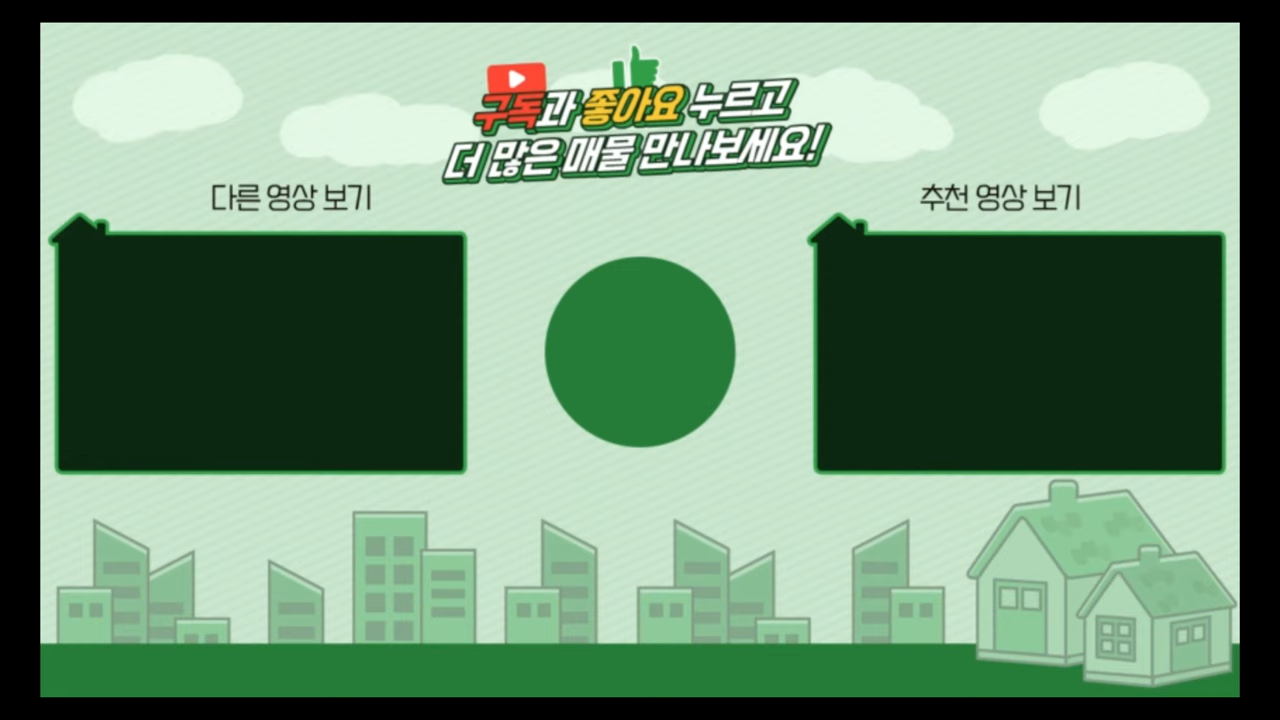 구독과 좋아요 누르고
더 많은 매물 만나보세요!
다른 영상 보기
추천 영상 보기